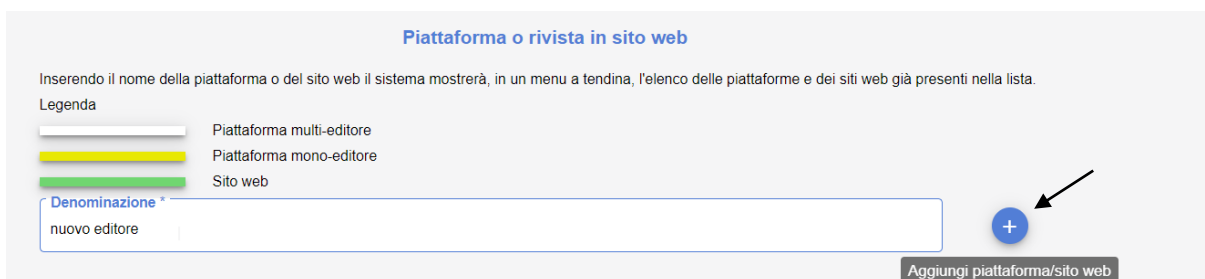 Piattaforma o rivista in sito web
Inserendo il nome della piattaforma o del sito web il sistema mostrerà, in un menu a tendina, l'elenco delle piattaforme e dei siti web già presenti nella lista.
Legenda
Piattaforma multi-editore
Piattaforma mono-editore
Sito web
Denominazione *
nuovo editore
+
Aggiungi piattaforma/sito web